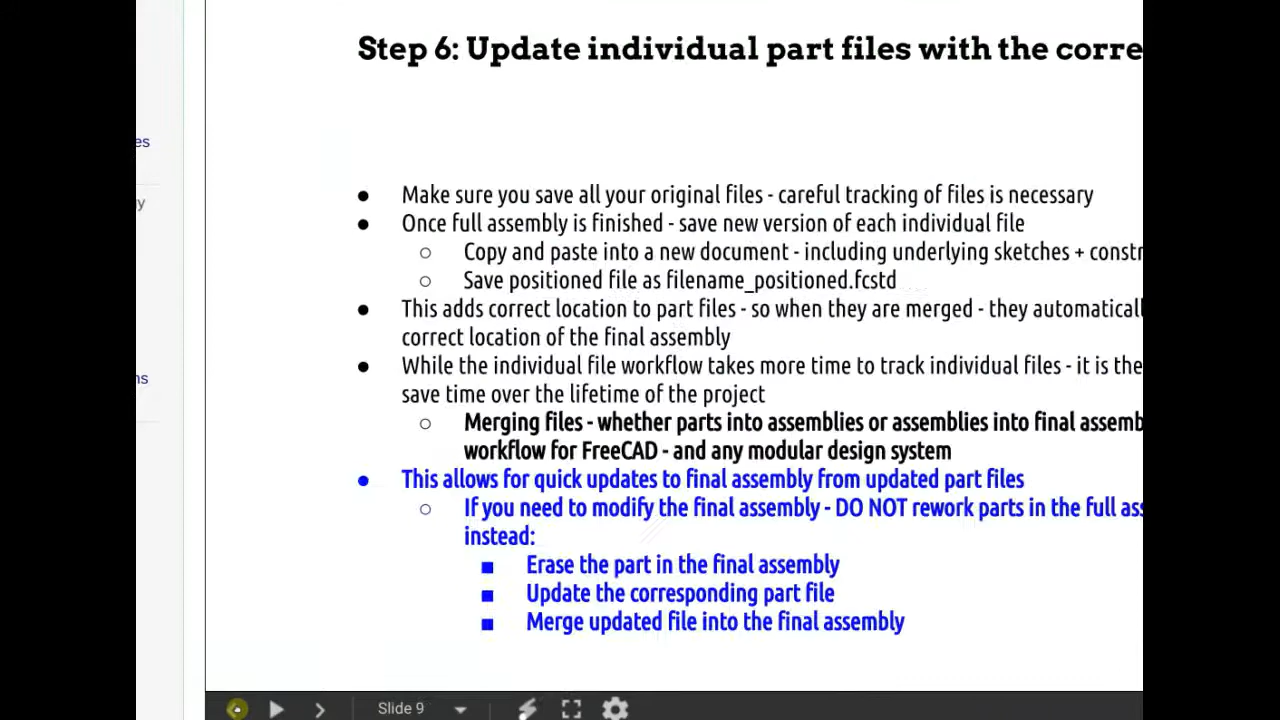 Step 6: Update individual part files with the corre
es
y
ns
● Make sure you save all your original files - careful tracking of files is necessary
● Once full assembly is finished - save new version of each individual file
○ Copy and paste into a new document - including underlying sketches + constr
○ Save positioned file as filename_positioned.fcstd
● This adds correct location to part files - so when they are merged - they automaticall
correct location of the final assembly
● While the individual file workflow takes more time to track individual files - it is the
save time over the lifetime of the project
○ Merging files - whether parts into assemblies or assemblies into final assemb
workflow for FreeCAD - and any modular design system
● This allows for quick updates to final assembly from updated part files
○ If you need to modify the final assembly - DO NOT rework parts in the full ass
instead:
■ Erase the part in the final assembly
■ Update the corresponding part file
■ Merge updated file into the final assembly
Slide 9